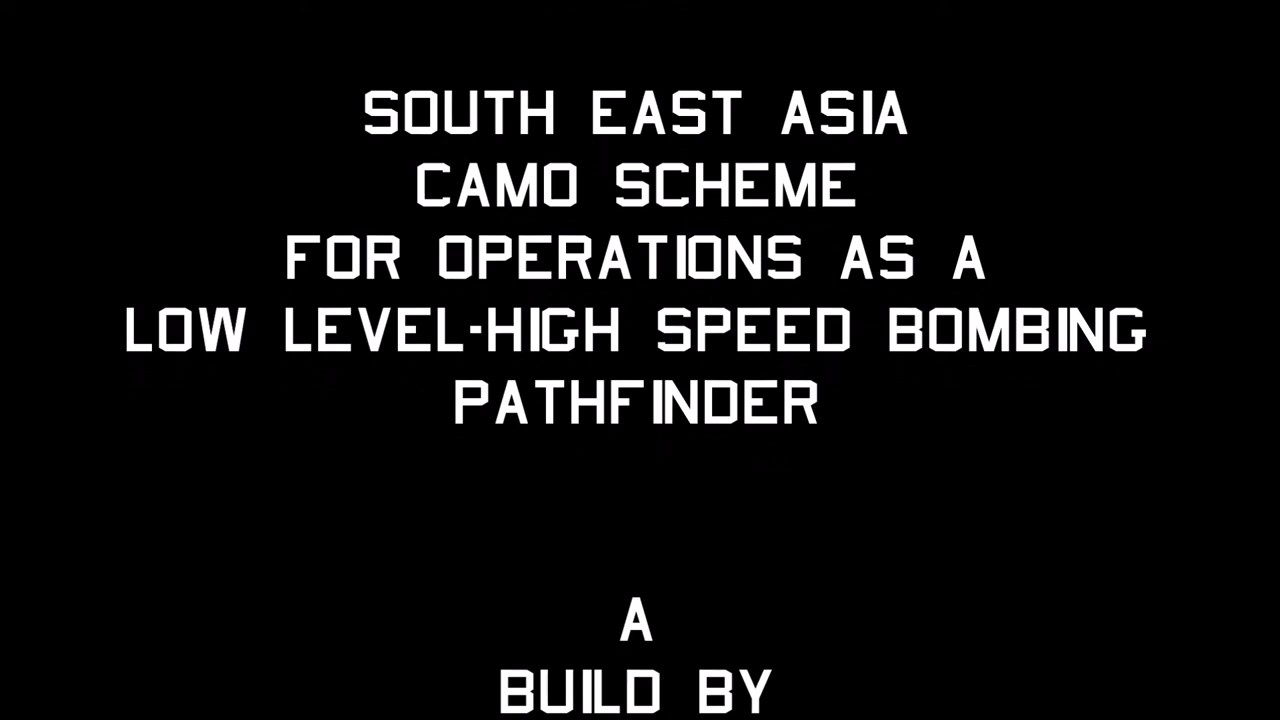 SOUTH EAST ASIA
CAMO SCHEME
FOR OPERATIONS AS A
LOW LEVEL-HIGH SPEED BOMBING
PATHFINDER
A
BUILD BY